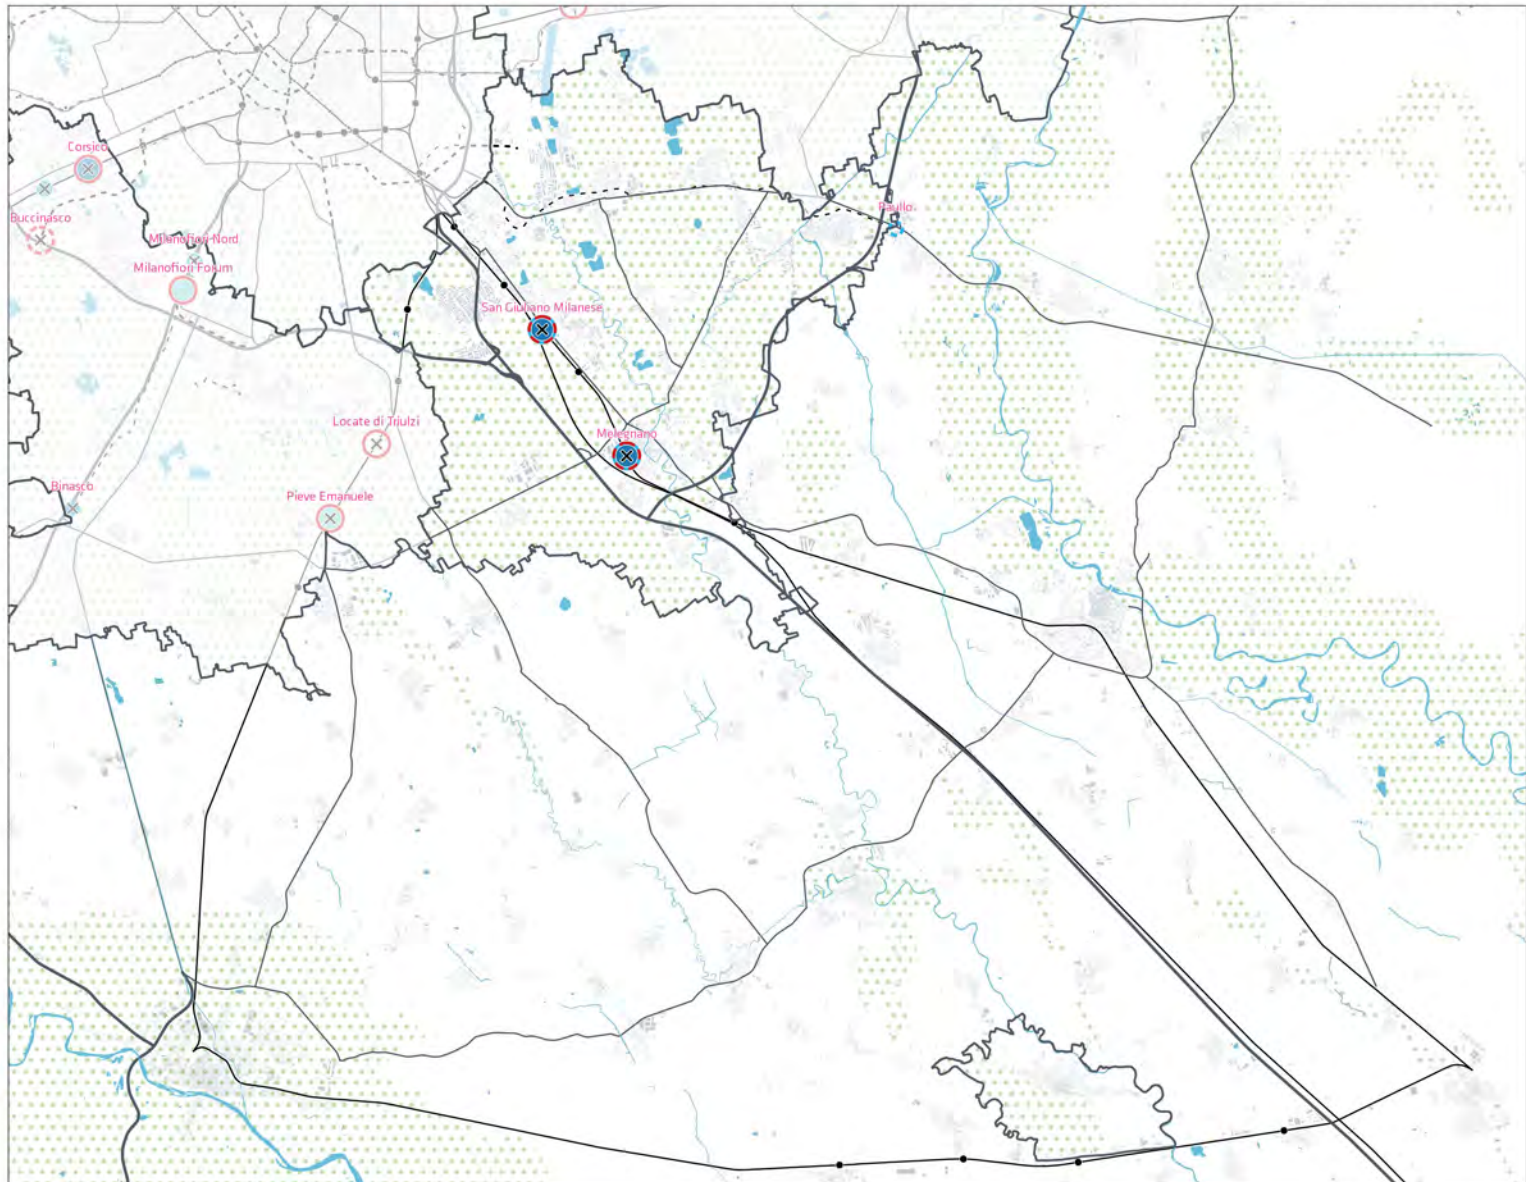 Corsico
Buccinasco
Paullo
Milanofiori Nord
Milanofiori Forum
San Giuliano Milanese
Locate di Triulzi
Melegnano
Binasco
Pieve Emanuele